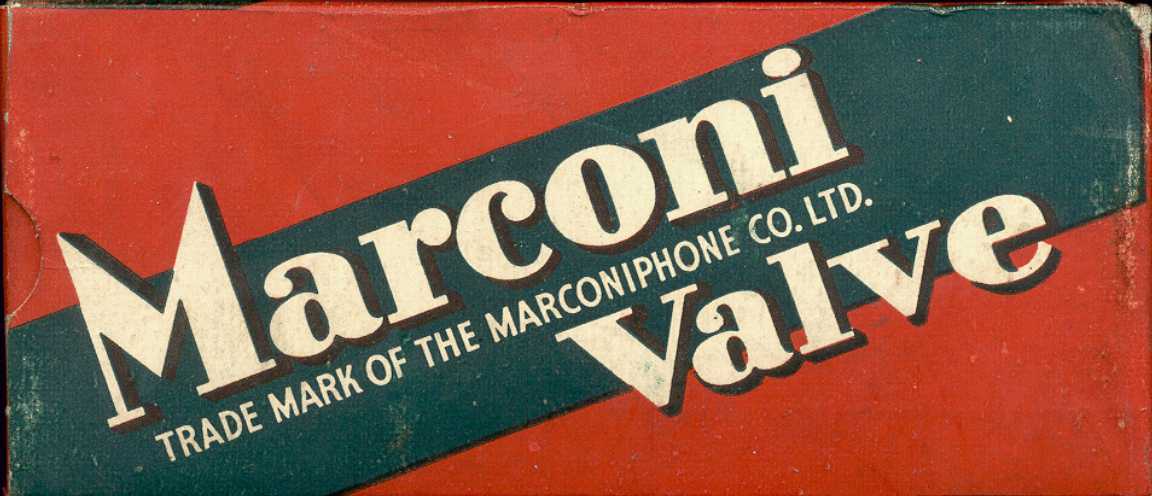 Marconi
TRADE MARK OF THE MARCONIPHONE CO. LTD.
Valve